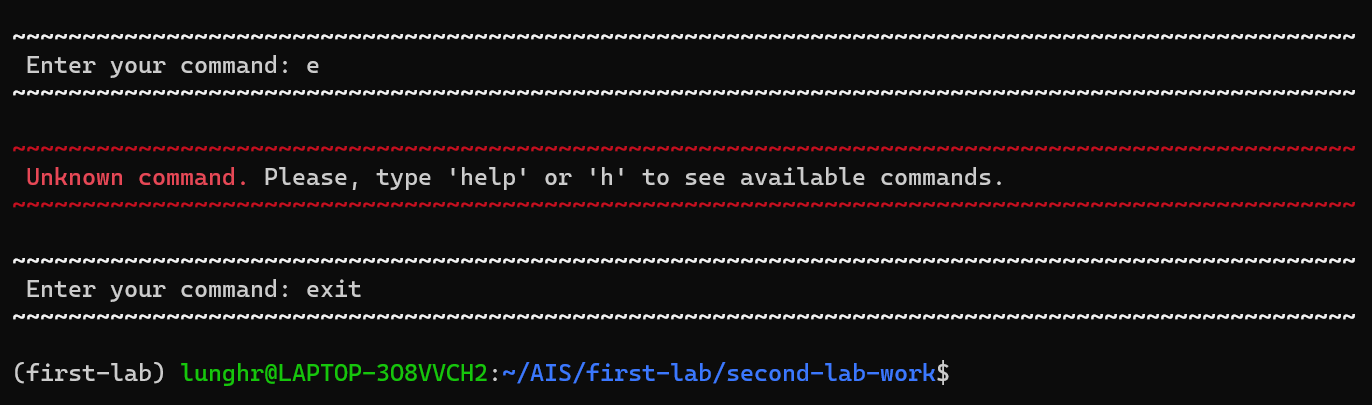 ~~~~~~~~~~~~~~~~~~~~~~~~~~~~~~~~~~~~~~~~~~~~~~~~~~~~~~~~~~~~~~~~~~~~~~~~~~~~~~~~~~~~~~~~~~~~~~~~
Enter your command: e
~~~~~~~~~~~~~~~~~~~~~~~~~~~~~~~~~~~~~~~~~~~~~~~~~~~~~~~~~~~~~~~~~~~~~~~~~~~~~~~~~~~~~~~~~~~~~~~~
~~~~~~~~~~~~~~~~~~~~~~~~~~~~~~~~~~~~~~~~~~~~~~~~~~~~~~~~~~~~~~~~~~~~~~~~~~~~~~~~~~~~~~~~~~~~~~~~
Unknown command. Please, type 'help' or 'h' to see available commands.
~~~~~~~~~~~~~~~~~~~~~~~~~~~~~~~~~~~~~~~~~~~~~~~~~~~~~~~~~~~~~~~~~~~~~~~~~~~~~~~~~~~~~~~~~~~~~~~~
~~~~~~~~~~~~~~~~~~~~~~~~~~~~~~~~~~~~~~~~~~~~~~~~~~~~~~~~~~~~~~~~~~~~~~~~~~~~~~~~~~~~~~~~~~~~~~~~
Enter your command: exit
~~~~~~~~~~~~~~~~~~~~~~~~~~~~~~~~~~~~~~~~~~~~~~~~~~~~~~~~~~~~~~~~~~~~~~~~~~~~~~~~~~~~~~~~~~~~~~~~
(first-lab) lunghr@LAPTOP-3O8VVCH2:~/AIS/first-lab/second-lab-work$